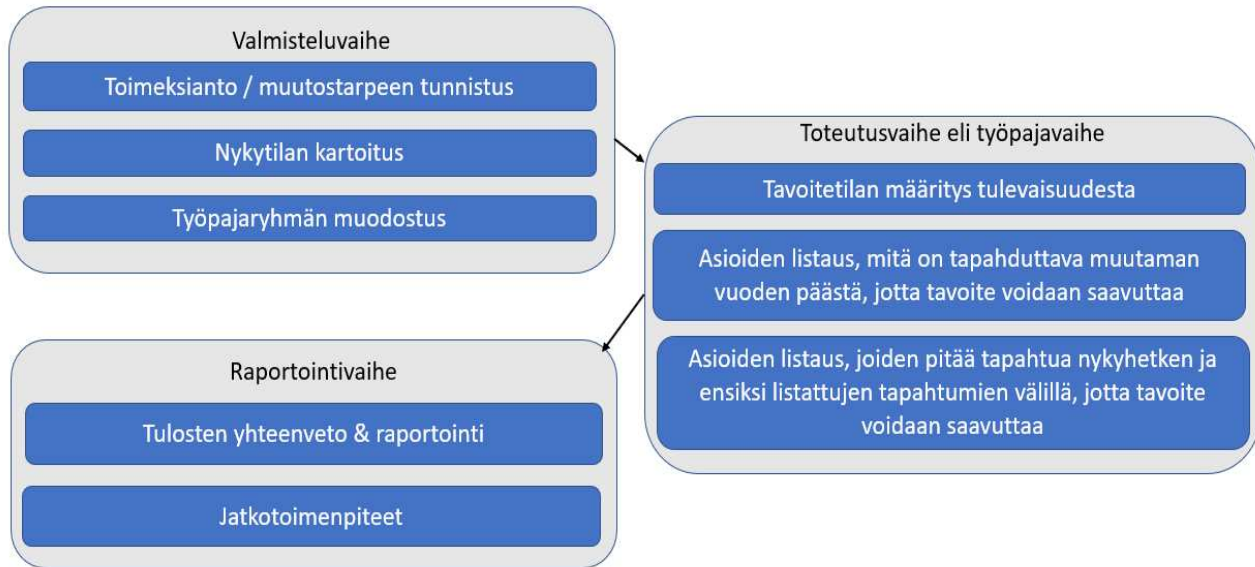 Valmisteluvaihe
Toimeksianto / muutostarpeen tunnistus
Nykytilan kartoitus
Työpajaryhmän muodostus
Toteutusvaihe eli työpajavaihe
Tavoitetilan määritys tulevaisuudesta
Asioiden listaus, mitä on tapahduttava muutaman
vuoden päästä, jotta tavoite voidaan saavuttaa
Asioiden listaus, joiden pitää tapahtua nykyhetken ja
ensiksi listattujen tapahtumien välillä, jotta tavoite
voidaan saavuttaa
Raportointivaihe
Tulosten yhteenveto & raportointi
Jatkotoimenpiteet